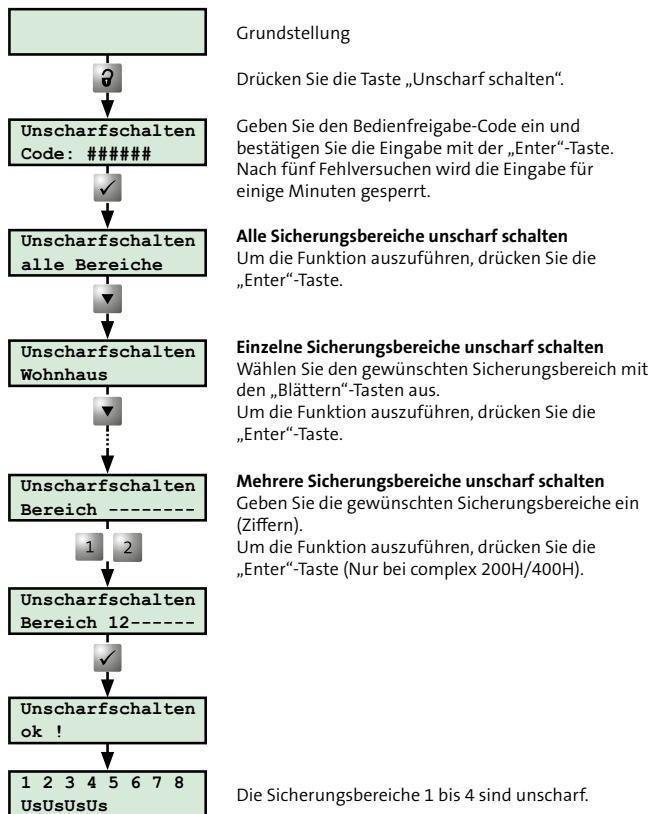 Grundstellung
Drücken Sie die Taste „Unscharf schalten“.
Unscharfschalten
Code: ######
Geben Sie den Bedienfreigabe-Code ein und
bestätigen Sie die Eingabe mit der „Enter“-Taste.
Nach fünf Fehlversuchen wird die Eingabe für
einige Minuten gesperrt.
Unscharfschalten
alle Bereiche
Alle Sicherungsbereiche unscharf schalten
Um die Funktion auszuführen, drücken Sie die
„Enter“-Taste.
Unscharfschalten
Wohnhaus
Einzelne Sicherungsbereiche unscharf schalten
Wählen Sie den gewünschten Sicherungsbereich mit
den „Blättern“-Tasten aus.
Um die Funktion auszuführen, drücken Sie die
„Enter“-Taste.
Unscharfschalten
Bereich --------
Mehrere Sicherungsbereiche unscharf schalten
Geben Sie die gewünschten Sicherungsbereiche ein
(Ziffern).
Um die Funktion auszuführen, drücken Sie die
„Enter“-Taste (Nur bei complex 200H/400H).
1 2
Unscharfschalten
Bereich 12------
Unscharfschalten
ok !
1 2 3 4 5 6 7 8
UsUsUsUs
Die Sicherungsbereiche 1 bis 4 sind unscharf.